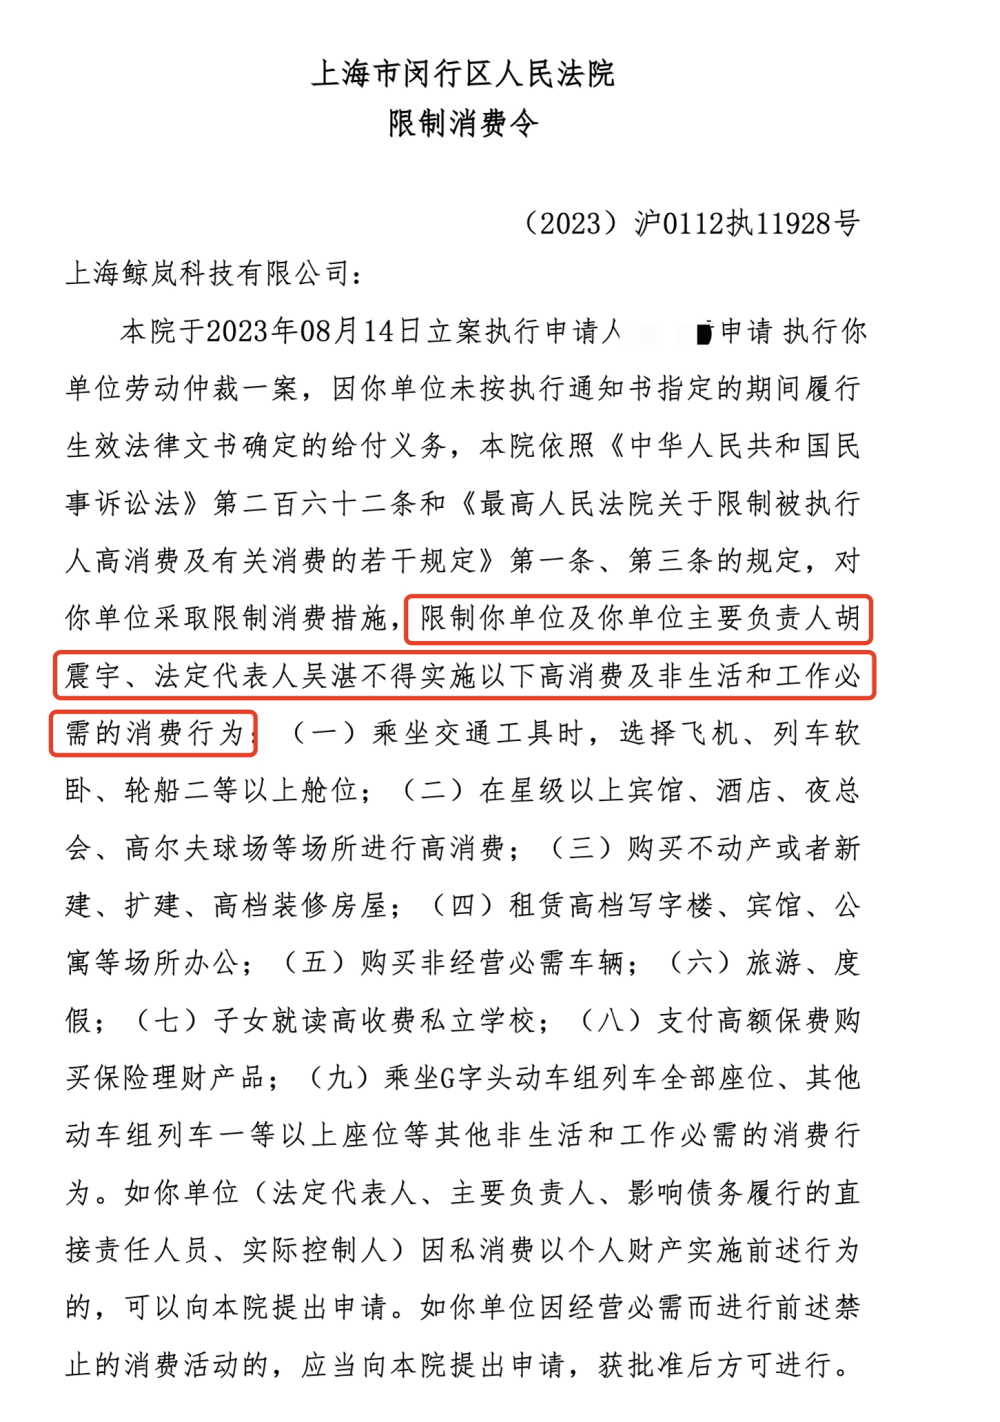 上海市闵行区人民法院
限制消费令
（2023）沪0112执11928号
上海鲸岚科技有限公司：
本院于2023年08月14日立案执行申请人 申请 执行你
单位劳动仲裁一案，因你单位未按执行通知书指定的期间履行
生效法律文书确定的给付义务，本院依照《中华人民共和国民
事诉讼法》第二百六十二条和《最高人民法院关于限制被执行
人高消费及有关消费的若干规定》第一条、第三条的规定，对
你单位采取限制消费措施，限制你单位及你单位主要负责人胡
震宇、法定代表人吴湛不得实施以下高消费及非生活和工作必
需的消费行为：（一）乘坐交通工具时，选择飞机、列车软
卧、轮船二等以上舱位；（二）在星级以上宾馆、酒店、夜总
会、高尔夫球场等场所进行高消费；（三）购买不动产或者新
建、扩建、高档装修房屋；（四）租赁高档写字楼、宾馆、公
寓等场所办公；（五）购买非经营必需车辆；（六）旅游、度
假；（七）子女就读高收费私立学校；（八）支付高额保费购
买保险理财产品；（九）乘坐G字头动车组列车全部座位、其他
动车组列车一等以上座位等其他非生活和工作必需的消费行
为。如你单位（法定代表人、主要负责人、影响债务履行的直
接责任人员、实际控制人）因私消费以个人财产实施前述行为
的，可以向本院提出申请。如你单位因经营必需而进行前述禁
止的消费活动的，应当向本院提出申请，获批准后方可进行。